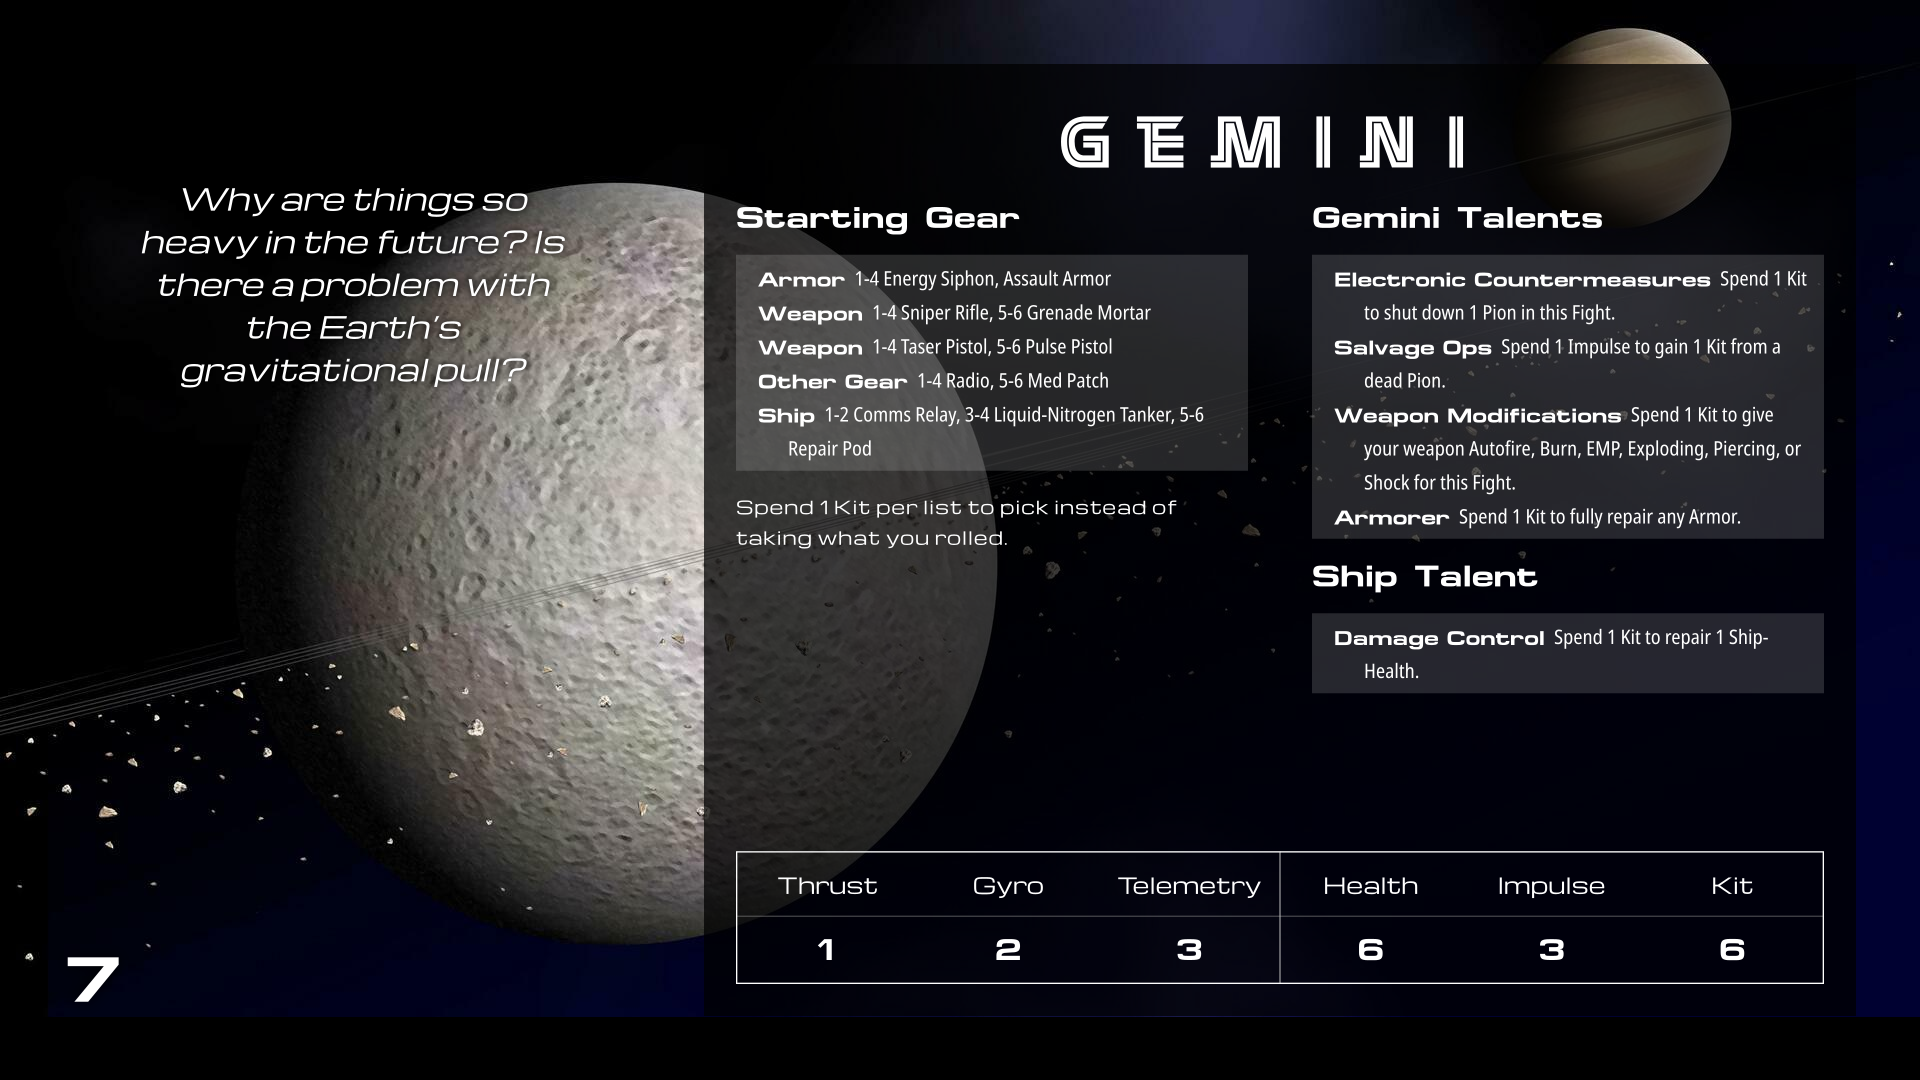 Why are things so
heavy in the future? Is
there a problem with
the Earth's
gravitational pull?
7
GEMINI
Starting Gear
Armor 1-4 Energy Siphon, Assault Armor
Weapon 1-4 Sniper Rifle, 5-6 Grenade Mortar
Weapon 1-4 Taser Pistol, 5-6 Pulse Pistol
Other Gear 1-4 Radio, 5-6 Med Patch
Ship 1-2 Comms Relay, 3-4 Liquid-Nitrogen Tanker, 5-6
Repair Pod
Spend 1 Kit per list to pick instead of
taking what you rolled.
Gemini Talents
Electronic Countermeasures Spend 1 Kit
to shut down 1 Pion in this Fight.
Salvage Ops Spend 1 Impulse to gain 1 Kit from a
dead Pion.
Weapon Modifications Spend 1 Kit to give
your weapon Autofire, Burn, EMP, Exploding, Piercing, or
Shock for this Fight.
Armorer Spend 1 Kit to fully repair any Armor.
Ship Talent
Damage Control Spend 1 Kit to repair 1 Ship-
Health.
Thrust Gyro Telemetry Health Impulse Kit
1 2 3 6 3 6